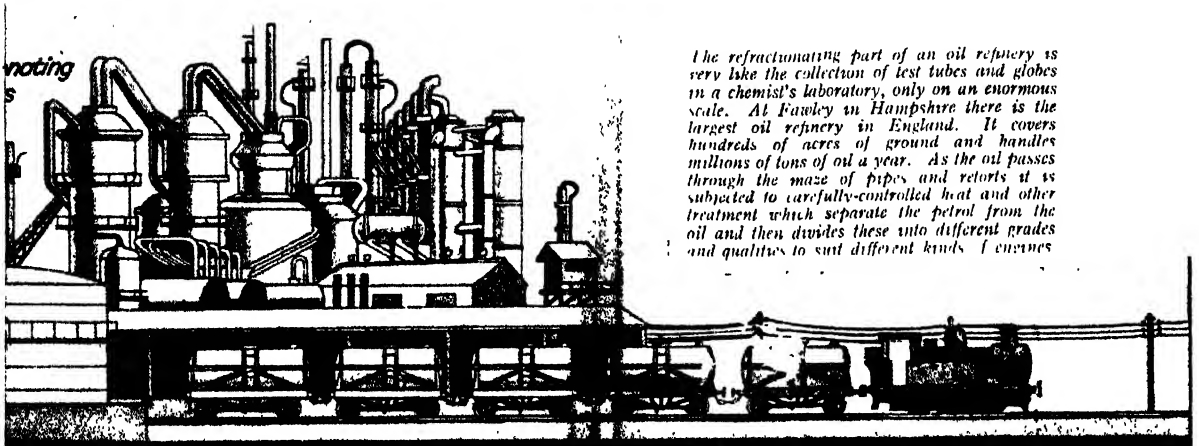 nating
s
The refractionating part of an oil refinery is
very like the collection of test tubes and globes
in a chemist's laboratory, only on an enormous
scale. At Fawley in Hampshire there is the
largest oil refinery in England. It covers
hundreds of acres of ground and handles
millions of tons of oil a year. As the oil passes
through the maze of pipes and retorts it is
subjected to carefully-controlled heat and other
treatment which separate the petrol from the
oil and then divides these into different grades
and qualities to suit different kinds of engines